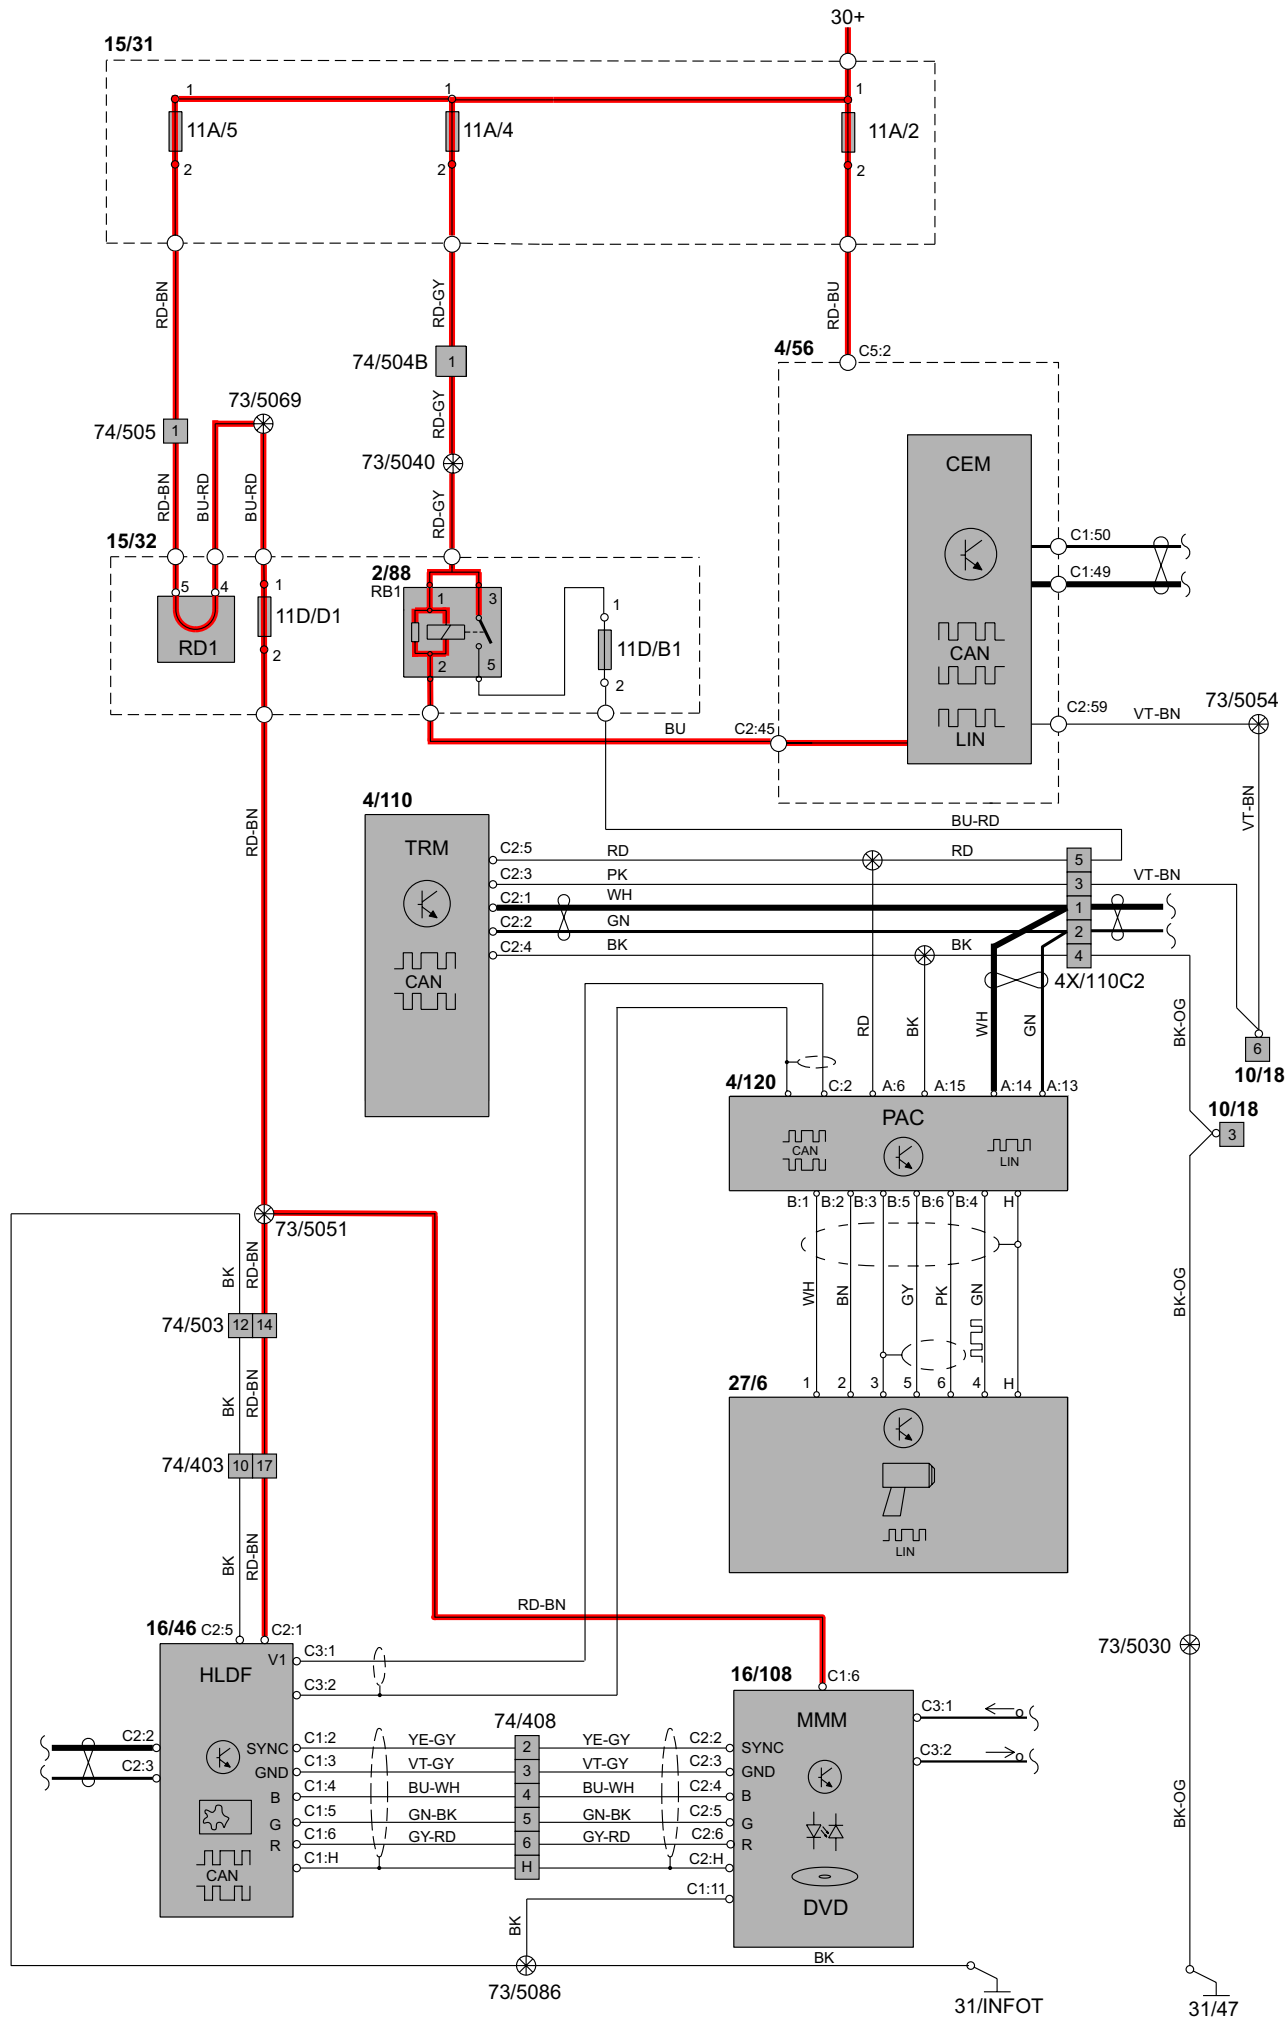 30+
15/31
1
1
1
11A/5
11A/4
11A/2
2
2
2
RD-BN
RD-GY
RD-BU
74/504B
1
4/56
C5:2
73/5069
74/505
1
RD-GY
73/5040
RD-BN
BU-RD
BU-RD
RD-GY
CEM
C1:50
C1:49
CAN
LIN
15/32
2/88
RB1
5
4
1
11D/D1
2
RD1
1
3
2
5
1
11D/B1
2
BU
C2:45
C2:59
VT-BN
73/5054
VT-BN
4/110
TRM
CAN
RD-BN
BU-RD
C2:5
RD
RD
5
C2:3
PK
3
VT-BN
C2:1
WH
1
C2:2
GN
2
C2:4
BK
BK
4
4X/110C2
RD
BK
WH
GN
BK-OG
6
10/18
10/18
3
4/120
C:2
A:6
A:15
A:14
A:13
PAC
CAN
LIN
B:1
B:2
B:3
B:5
B:6
B:4
H
73/5051
BK
RD-BN
WH
BN
GY
PK
GN
BK-OG
74/503
12
14
BK
RD-BN
27/6
1
2
3
5
6
4
H
LIN
74/403
10
17
BK
RD-BN
RD-BN
16/46
C2:5
C2:1
HLDF
V1
C3:1
C3:2
73/5030
16/108
C1:6
MMM
C3:1
C3:2
74/408
C2:2
C2:3
SYNC
C1:2
YE-GY
2
YE-GY
C2:2
SYNC
GND
C1:3
VT-GY
3
VT-GY
C2:3
GND
B
C1:4
BU-WH
4
BU-WH
C2:4
B
G
C1:5
GN-BK
5
GN-BK
C2:5
G
R
C1:6
GY-RD
6
GY-RD
C2:6
R
C1:H
H
C2:H
CAN
C1:11
DVD
BK-OG
BK
BK
73/5086
31/INFOT
31/47